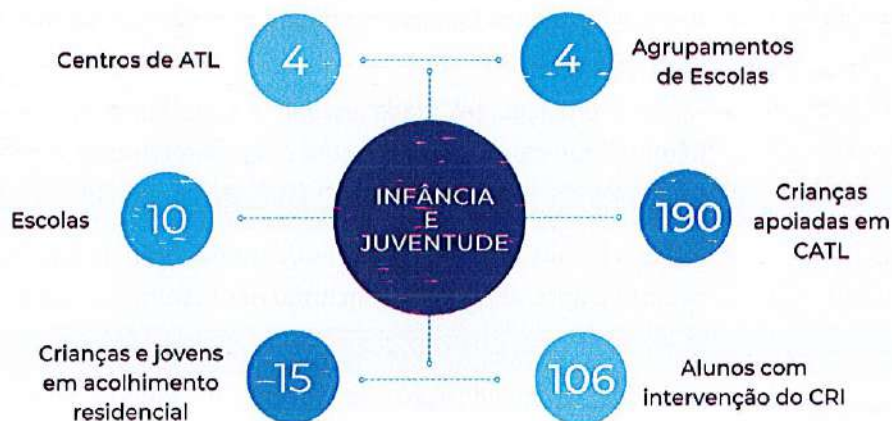 Centros de ATL
4
4
Agrupamentos
de Escolas
Escolas
10
INFÂNCIA
E
JUVENTUDE
190
Crianças
apoiadas em
CATL
Crianças e jovens
em acolhimento
residencial
15
106
Alunos com
intervenção do CRI